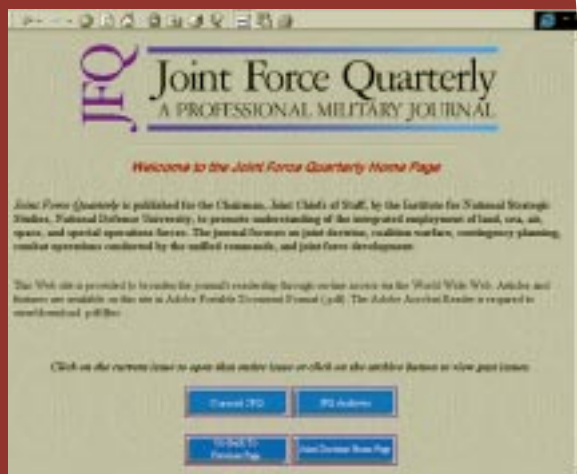 JFQ
Joint Force Quarterly
A PROFESSIONAL MILITARY JOURNAL
Welcome to the Joint Force Quarterly Home Page
Joint Force Quarterly is published for the Chairman, Joint Chiefs of Staff, by the Institute for National Strategic
Studies, National Defense University, to promote understanding of the integrated employment of land, sea, air,
space, and special operations forces. The journal focuses on joint doctrine, coalition warfare, contingency planning,
combat operations conducted by the unified commands, and joint force development.
This Web site is provided to broaden the journal's readership through on-line access via the World Wide Web. Articles and
features are available on this site in Adobe Portable Document Format (.pdf). The Adobe Acrobat Reader is required to
view/download .pdf files.
Click on the current issue to open that entire issue or click on the archive button to view past issues.
Current JFQ
JFQ Archives
Go Back To
Previous Page
Joint Doctrine Home Page